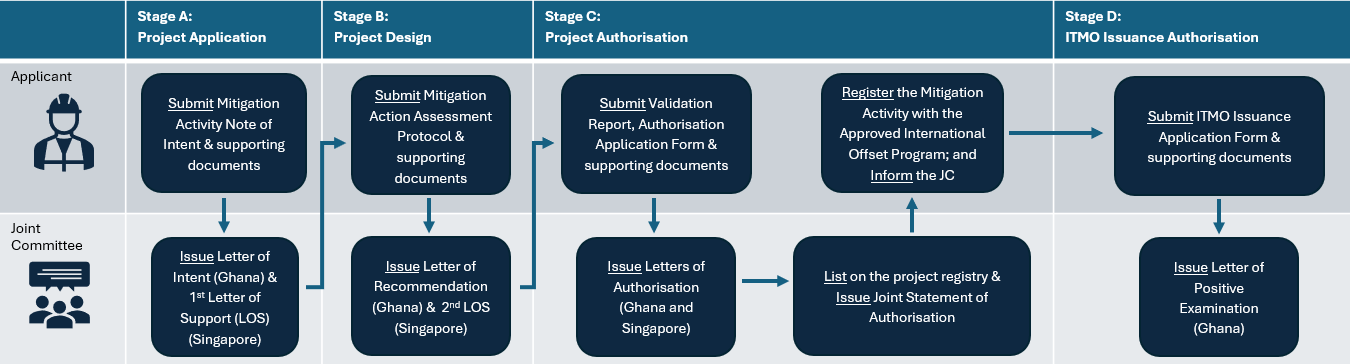 Stage A:
Project Application
Stage B:
Project Design
Stage C:
Project Authorisation
Stage D:
ITMO Issuance Authorisation
Applicant
Submit Mitigation
Activity Note of
Intent & supporting
documents
Submit Mitigation
Action Assessment
Protocol &
supporting
documents
Submit Validation
Report, Authorisation
Application Form &
supporting documents
Register the Mitigation
Activity with the
Approved International
Offset Program; and
Inform the JC
Submit ITMO Issuance
Application Form &
supporting documents
Joint
Committee
Issue Letter of
Intent (Ghana) &
1st Letter of
Support (LOS)
(Singapore)
Issue Letter of
Recommendation
(Ghana) & 2nd LOS
(Singapore)
Issue Letters of
Authorisation
(Ghana and
Singapore)
List on the project registry &
Issue Joint Statement of
Authorisation
Issue Letter of
Positive
Examination
(Ghana)